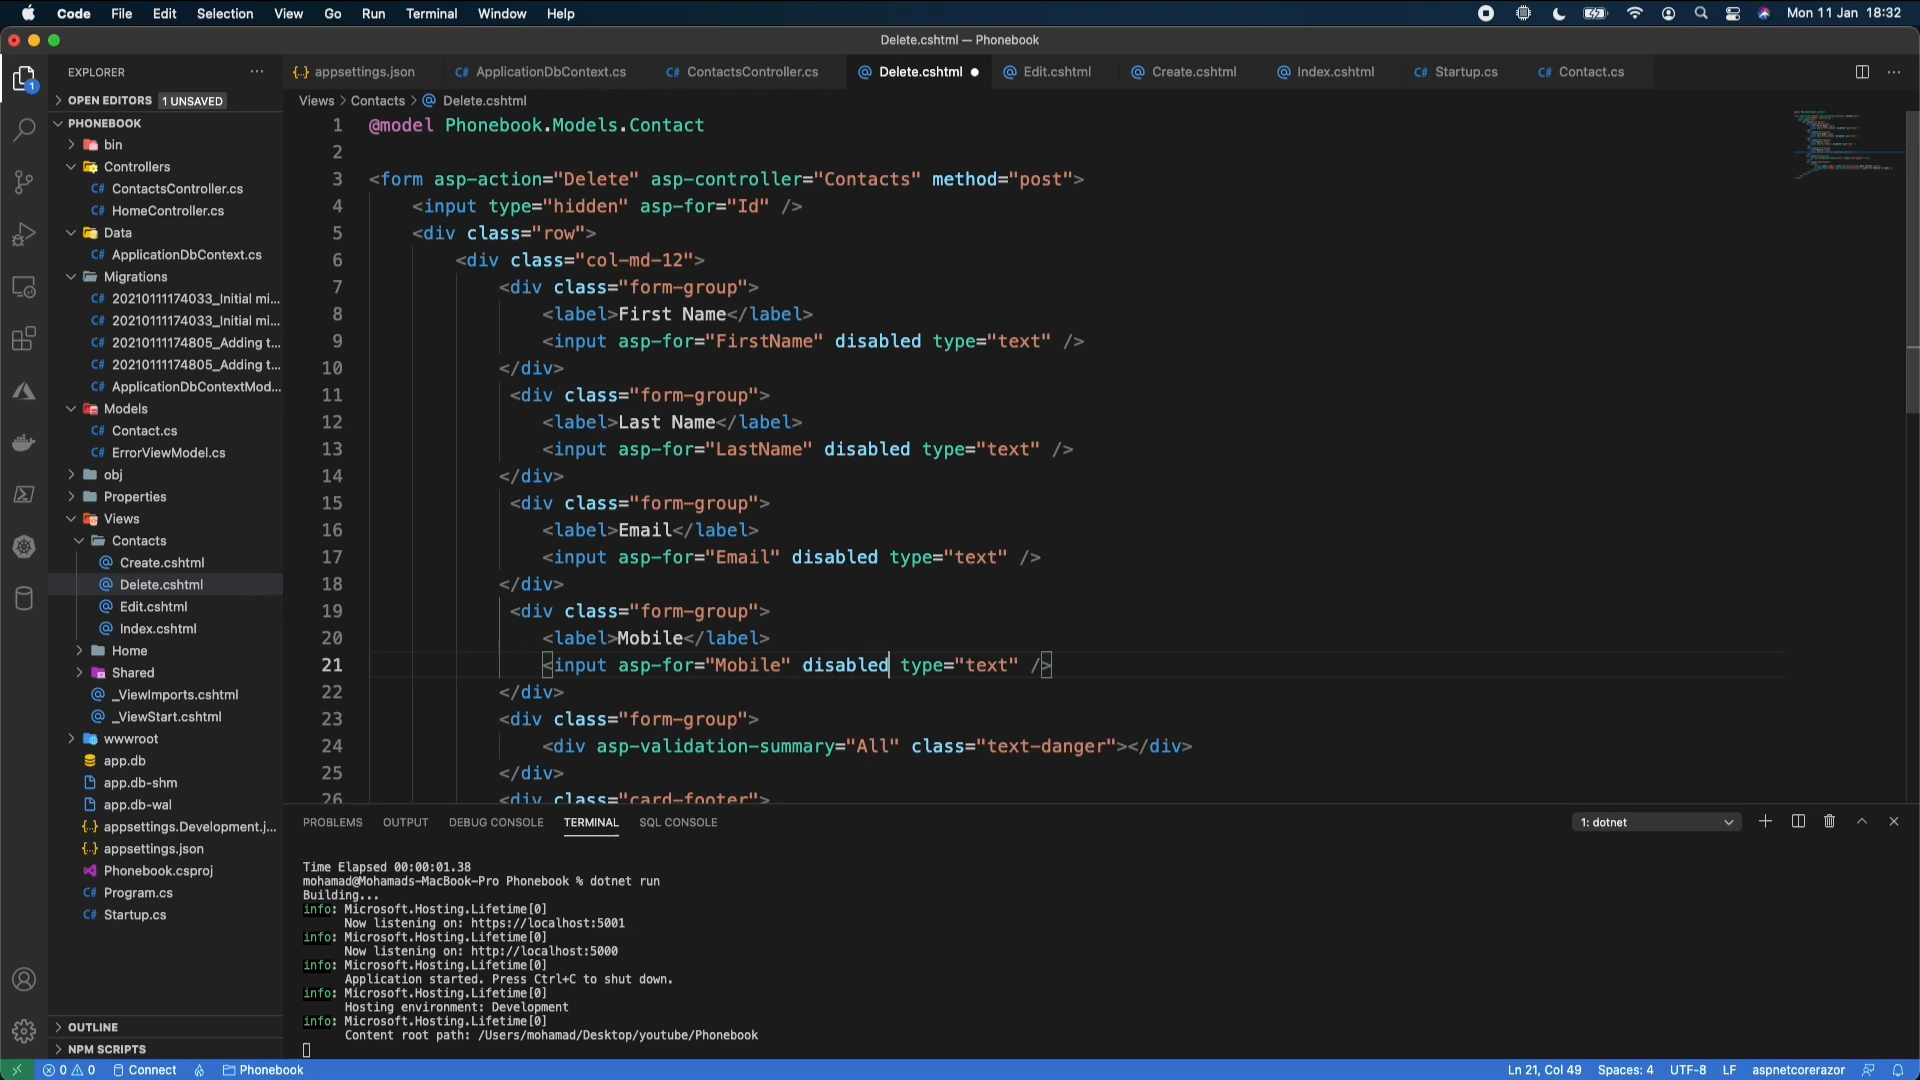 Code File Edit Selection View Go Run Terminal Window Help Mon 11 Jan 18:32
Delete.cshtml — Phonebook
EXPLORER ···
OPEN EDITORS 1 UNSAVED
PHONEBOOK
bin
Controllers
C# ContactsController.cs
C# HomeController.cs
Data
C# ApplicationDbContext.cs
Migrations
C# 20210111174033_Initial mi...
C# 20210111174033_Initial mi...
C# 20210111174805_Adding t...
C# 20210111174805_Adding t...
C# ApplicationDbContextMod...
Models
C# Contact.cs
C# ErrorViewModel.cs
obj
Properties
Views
Contacts
@ Create.cshtml
@ Delete.cshtml
@ Edit.cshtml
@ Index.cshtml
Home
Shared
@ _ViewImports.cshtml
@ _ViewStart.cshtml
wwwroot
app.db
app.db-shm
app.db-wal
{··} appsettings.Development.j...
{··} appsettings.json
Phonebook.csproj
C# Program.cs
C# Startup.cs
OUTLINE
NPM SCRIPTS
{··} appsettings.json C# ApplicationDbContext.cs C# ContactsController.cs @ Delete.cshtml ● @ Edit.cshtml @ Create.cshtml @ Index.cshtml C# Startup.cs C# Contact.cs ···
Views > Contacts > @ Delete.cshtml
1 @model Phonebook.Models.Contact
2
3 <form asp-action="Delete" asp-controller="Contacts" method="post">
4 <input type="hidden" asp-for="Id" />
5 <div class="row">
6 <div class="col-md-12">
7 <div class="form-group">
8 <label>First Name</label>
9 <input asp-for="FirstName" disabled type="text" />
10 </div>
11 <div class="form-group">
12 <label>Last Name</label>
13 <input asp-for="LastName" disabled type="text" />
14 </div>
15 <div class="form-group">
16 <label>Email</label>
17 <input asp-for="Email" disabled type="text" />
18 </div>
19 <div class="form-group">
20 <label>Mobile</label>
21 <input asp-for="Mobile" disabled type="text" />
22 </div>
23 <div class="form-group">
24 <div asp-validation-summary="All" class="text-danger"></div>
25 </div>
26 <div class="card-footer">
PROBLEMS OUTPUT DEBUG CONSOLE TERMINAL SQL CONSOLE 1: dotnet
Time Elapsed 00:00:01.38
mohamad@Mohamads-MacBook-Pro Phonebook % dotnet run
Building...
info: Microsoft.Hosting.Lifetime[0]
Now listening on: https://localhost:5001
info: Microsoft.Hosting.Lifetime[0]
Now listening on: http://localhost:5000
info: Microsoft.Hosting.Lifetime[0]
Application started. Press Ctrl+C to shut down.
info: Microsoft.Hosting.Lifetime[0]
Hosting environment: Development
info: Microsoft.Hosting.Lifetime[0]
Content root path: /Users/mohamad/Desktop/youtube/Phonebook
0 0 Connect Phonebook Ln 21, Col 49 Spaces: 4 UTF-8 LF aspnetcorerazor
1